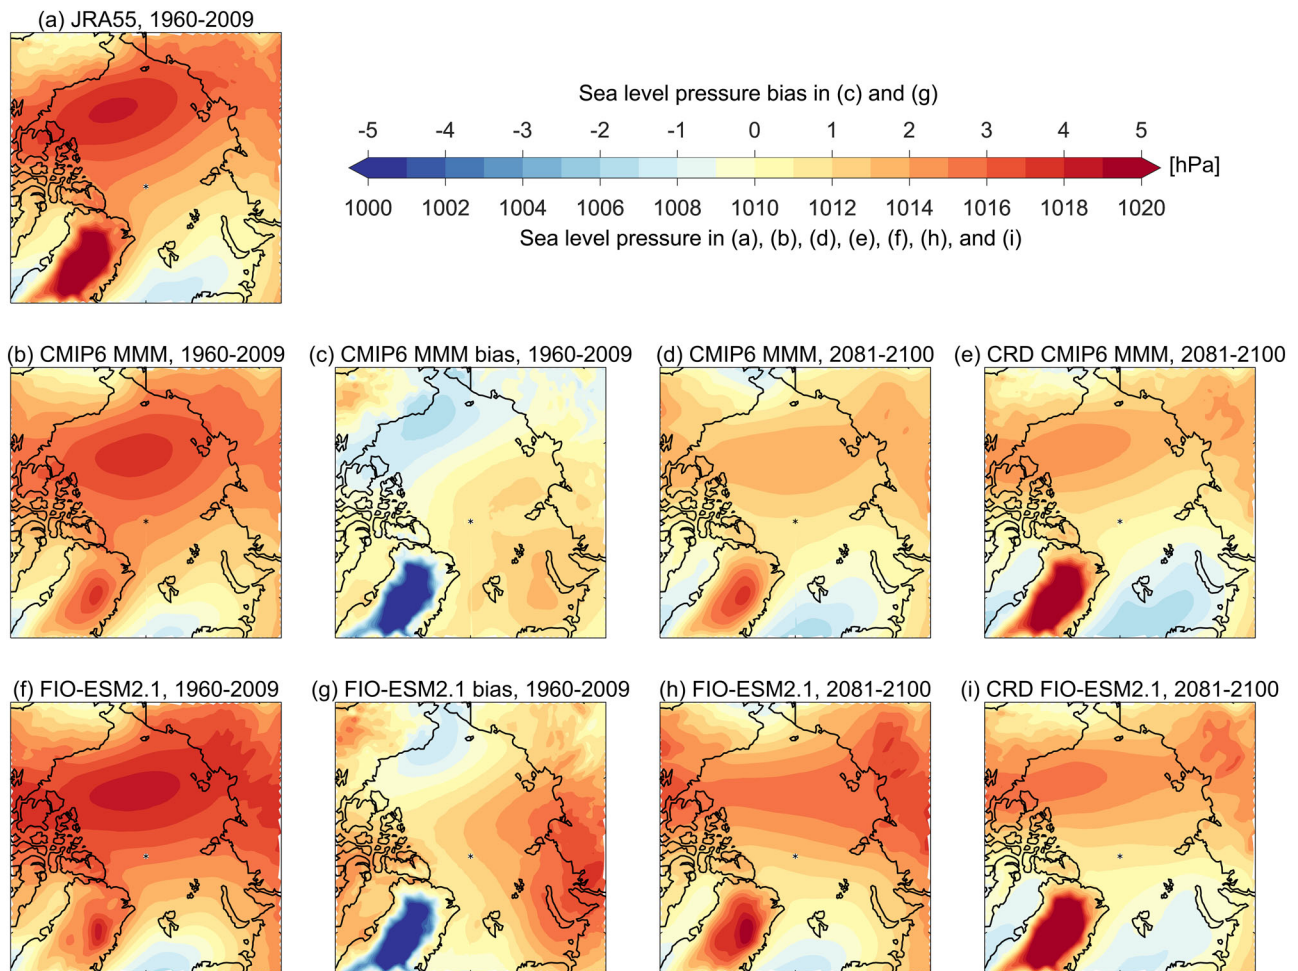 (a) JRA55, 1960-2009
Sea level pressure bias in (c) and (g)
-5 -4 -3 -2 -1 0 1 2 3 4 5
[hPa]
1000 1002 1004 1006 1008 1010 1012 1014 1016 1018 1020
Sea level pressure in (a), (b), (d), (e), (f), (h), and (i)
(b) CMIP6 MMM, 1960-2009
(c) CMIP6 MMM bias, 1960-2009
(d) CMIP6 MMM, 2081-2100
(e) CRD CMIP6 MMM, 2081-2100
(f) FIO-ESM2.1, 1960-2009
(g) FIO-ESM2.1 bias, 1960-2009
(h) FIO-ESM2.1, 2081-2100
(i) CRD FIO-ESM2.1, 2081-2100